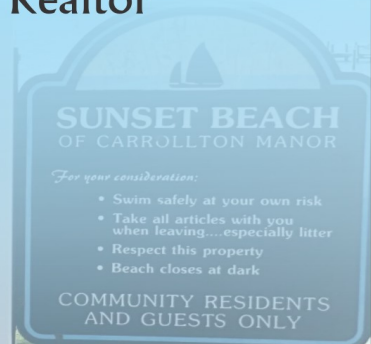 Realtor
SUNSET BEACH
OF CARROLLTON MANOR
For your consideration:
• Swim safely at your own risk
• Take all articles with you
when leaving....especially litter
• Respect this property
• Beach closes at dark
COMMUNITY RESIDENTS
AND GUESTS ONLY